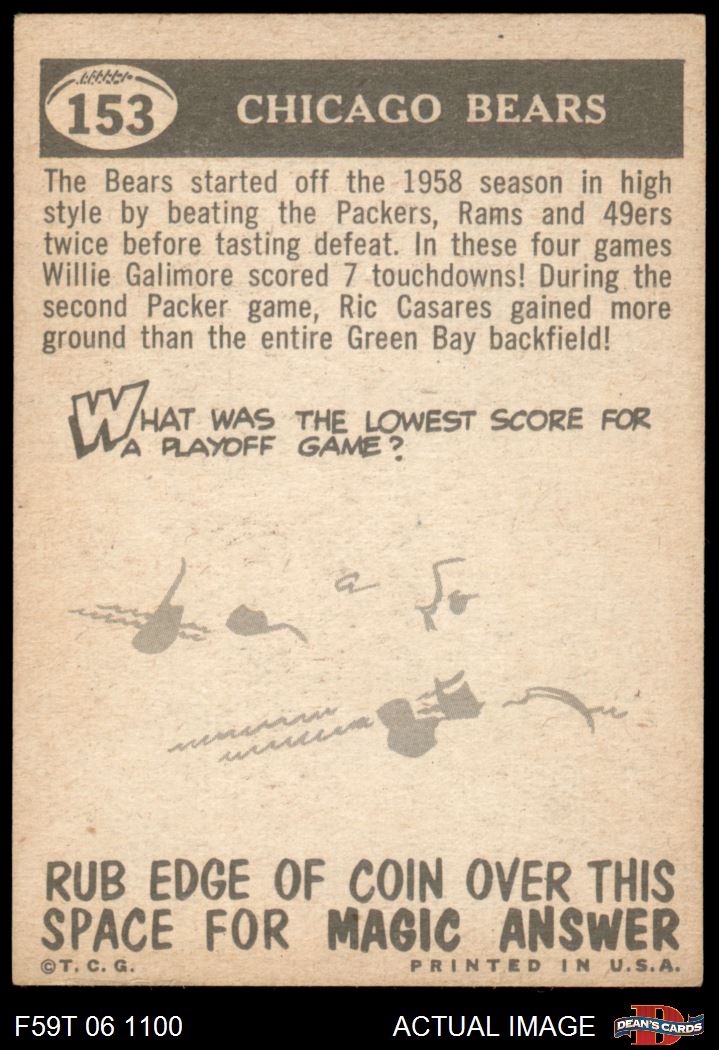 153
CHICAGO BEARS
The Bears started off the 1958 season in high
style by beating the Packers, Rams and 49ers
twice before tasting defeat. In these four games
Willie Galimore scored 7 touchdowns! During the
second Packer game, Ric Casares gained more
ground than the entire Green Bay backfield!
WHAT WAS THE LOWEST SCORE FOR
A PLAYOFF GAME?
RUB EDGE OF COIN OVER THIS
SPACE FOR MAGIC ANSWER
©T. C. G.
PRINTED IN U.S.A.
F59T 06 1100
ACTUAL IMAGE
D
DEAN'S CARDS